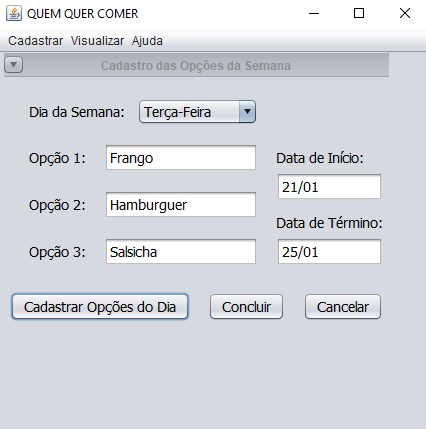 QUEM QUER COMER
Cadastrar Visualizar Ajuda
Cadastro das Opções da Semana
Dia da Semana: Terça-Feira
Opção 1: Frango
Data de Início:
21/01
Opção 2: Hamburguer
Data de Término:
Opção 3: Salsicha
25/01
Cadastrar Opções do Dia Concluir Cancelar